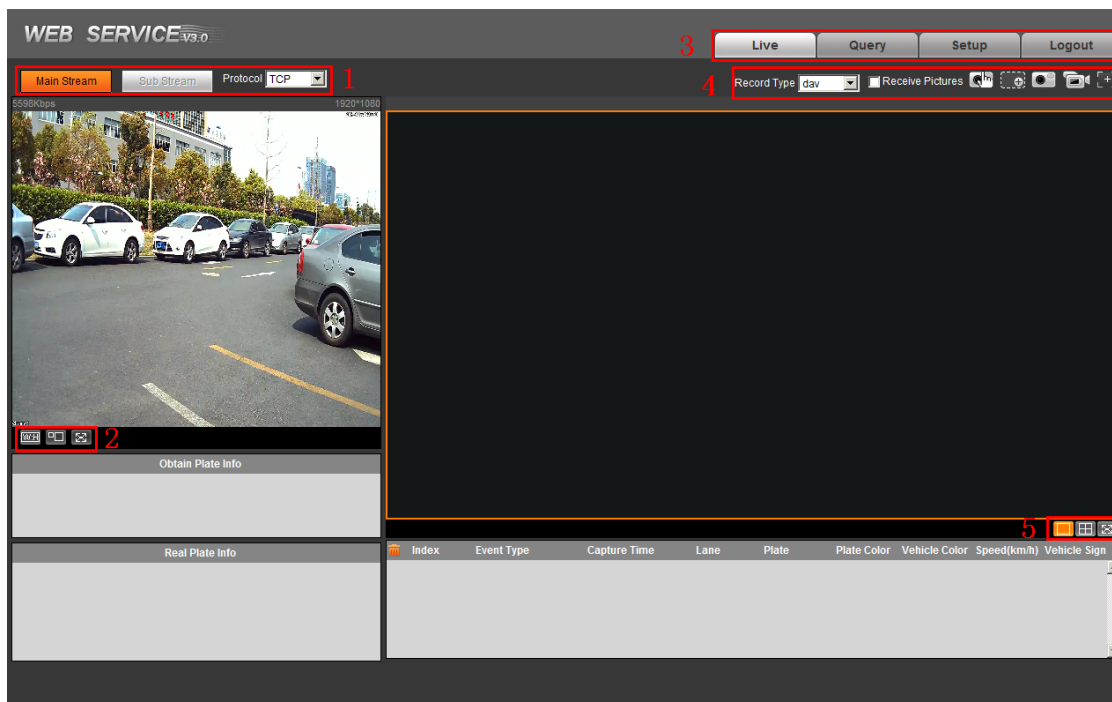 WEB SERVICE V3.0
3 Live Query Setup Logout
Main Stream Sub Stream Protocol TCP 1
4 Record Type dav Receive Pictures
5598Kbps 1920*1080
W:H 2
5
Obtain Plate Info
Real Plate Info
Index Event Type Capture Time Lane Plate Plate Color Vehicle Color Speed(km/h) Vehicle Sign